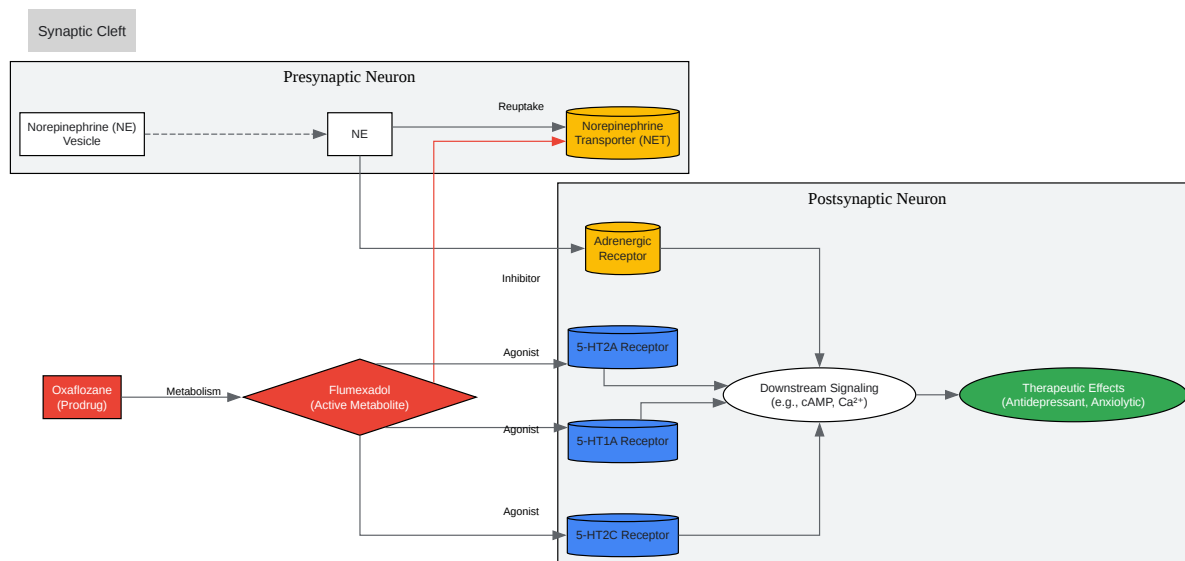 Synaptic Cleft
Presynaptic Neuron
Norepinephrine (NE)
Vesicle
NE
Reuptake
Norepinephrine
Transporter (NET)
Postsynaptic Neuron
Adrenergic
Receptor
Inhibitor
Oxaflozane
(Prodrug)
Metabolism
Flumexadol
(Active Metabolite)
Agonist
5-HT2A Receptor
Agonist
5-HT1A Receptor
Agonist
5-HT2C Receptor
Downstream Signaling
(e.g., cAMP, Ca²⁺)
Therapeutic Effects
(Antidepressant, Anxiolytic)